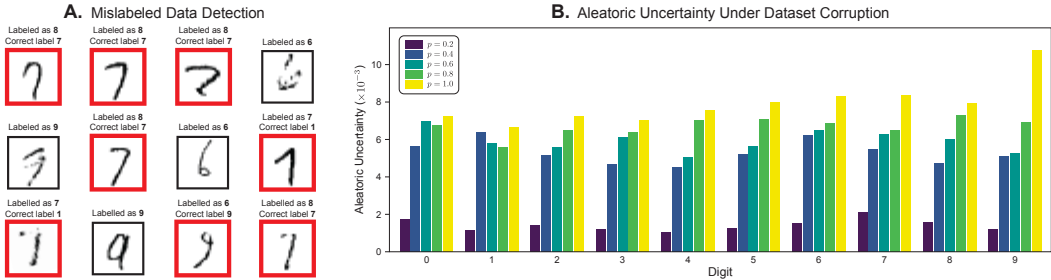 A. Mislabeled Data Detection
Labeled as 8
Correct label 7
Labeled as 8
Correct label 7
Labeled as 8
Correct label 7
Labeled as 6
Labeled as 9
Labeled as 8
Correct label 7
Labelled as 6
Labeled as 7
Correct label 1
Labelled as 7
Correct label 1
Labelled as 9
Labelled as 6
Correct label 9
Labelled as 8
Correct label 7
B. Aleatoric Uncertainty Under Dataset Corruption
Aleatoric Uncertainty (×10⁻³)
10
8
6
4
2
0
p = 0.2
p = 0.4
p = 0.6
p = 0.8
p = 1.0
0 1 2 3 4 5 6 7 8 9
Digit